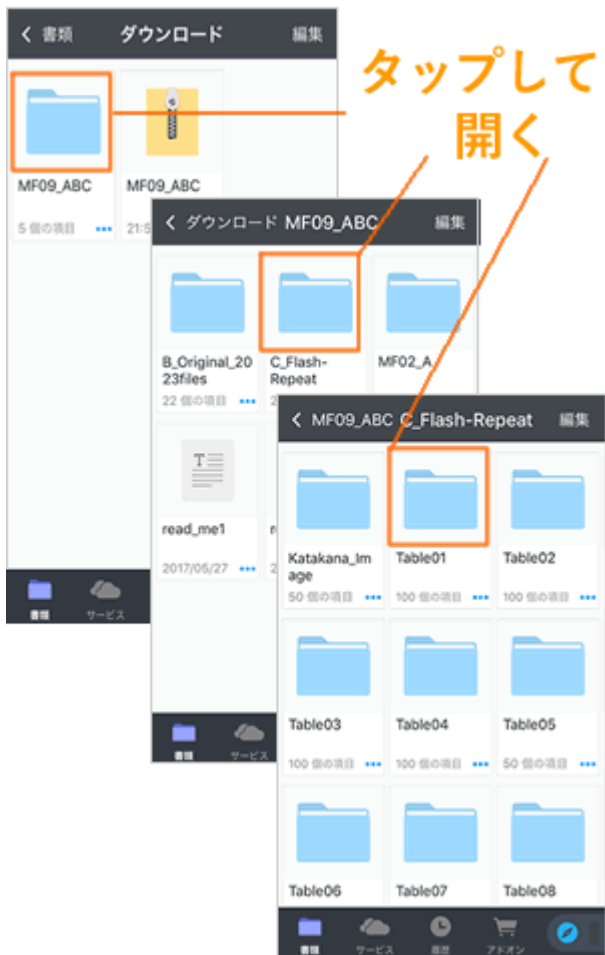 書類 ダウンロード 編集
タップして
開く
MF09_ABC MF09_ABC
5 個の項目 21:5
書類 サービス
ダウンロード MF09_ABC 編集
B_Original_20
23files
C_Flash-
Repeat
MF02_A
22 個の項目 2
read_me1 r
2017/05/27 2
書類 サービス
MF09_ABC C_Flash-Repeat 編集
Katakana_Im
age
Table01 Table02
50 個の項目 100 個の項目 100 個の項目
Table03 Table04 Table05
100 個の項目 100 個の項目 50 個の項目
Table06 Table07 Table08
書類 サービス 履歴 アドオン